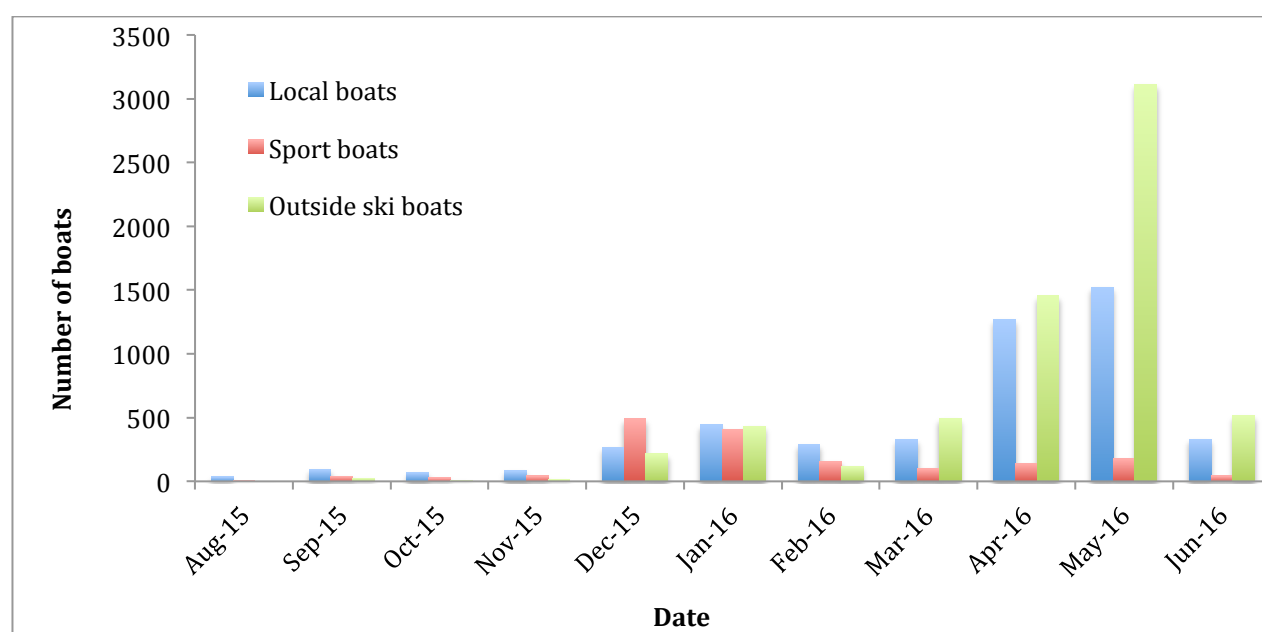 3500
3000
2500
2000
1500
1000
500
0
Number of boats
Local boats
Sport boats
Outside ski boats
Aug-15
Sep-15
Oct-15
Nov-15
Dec-15
Jan-16
Feb-16
Mar-16
Apr-16
May-16
Jun-16
Date